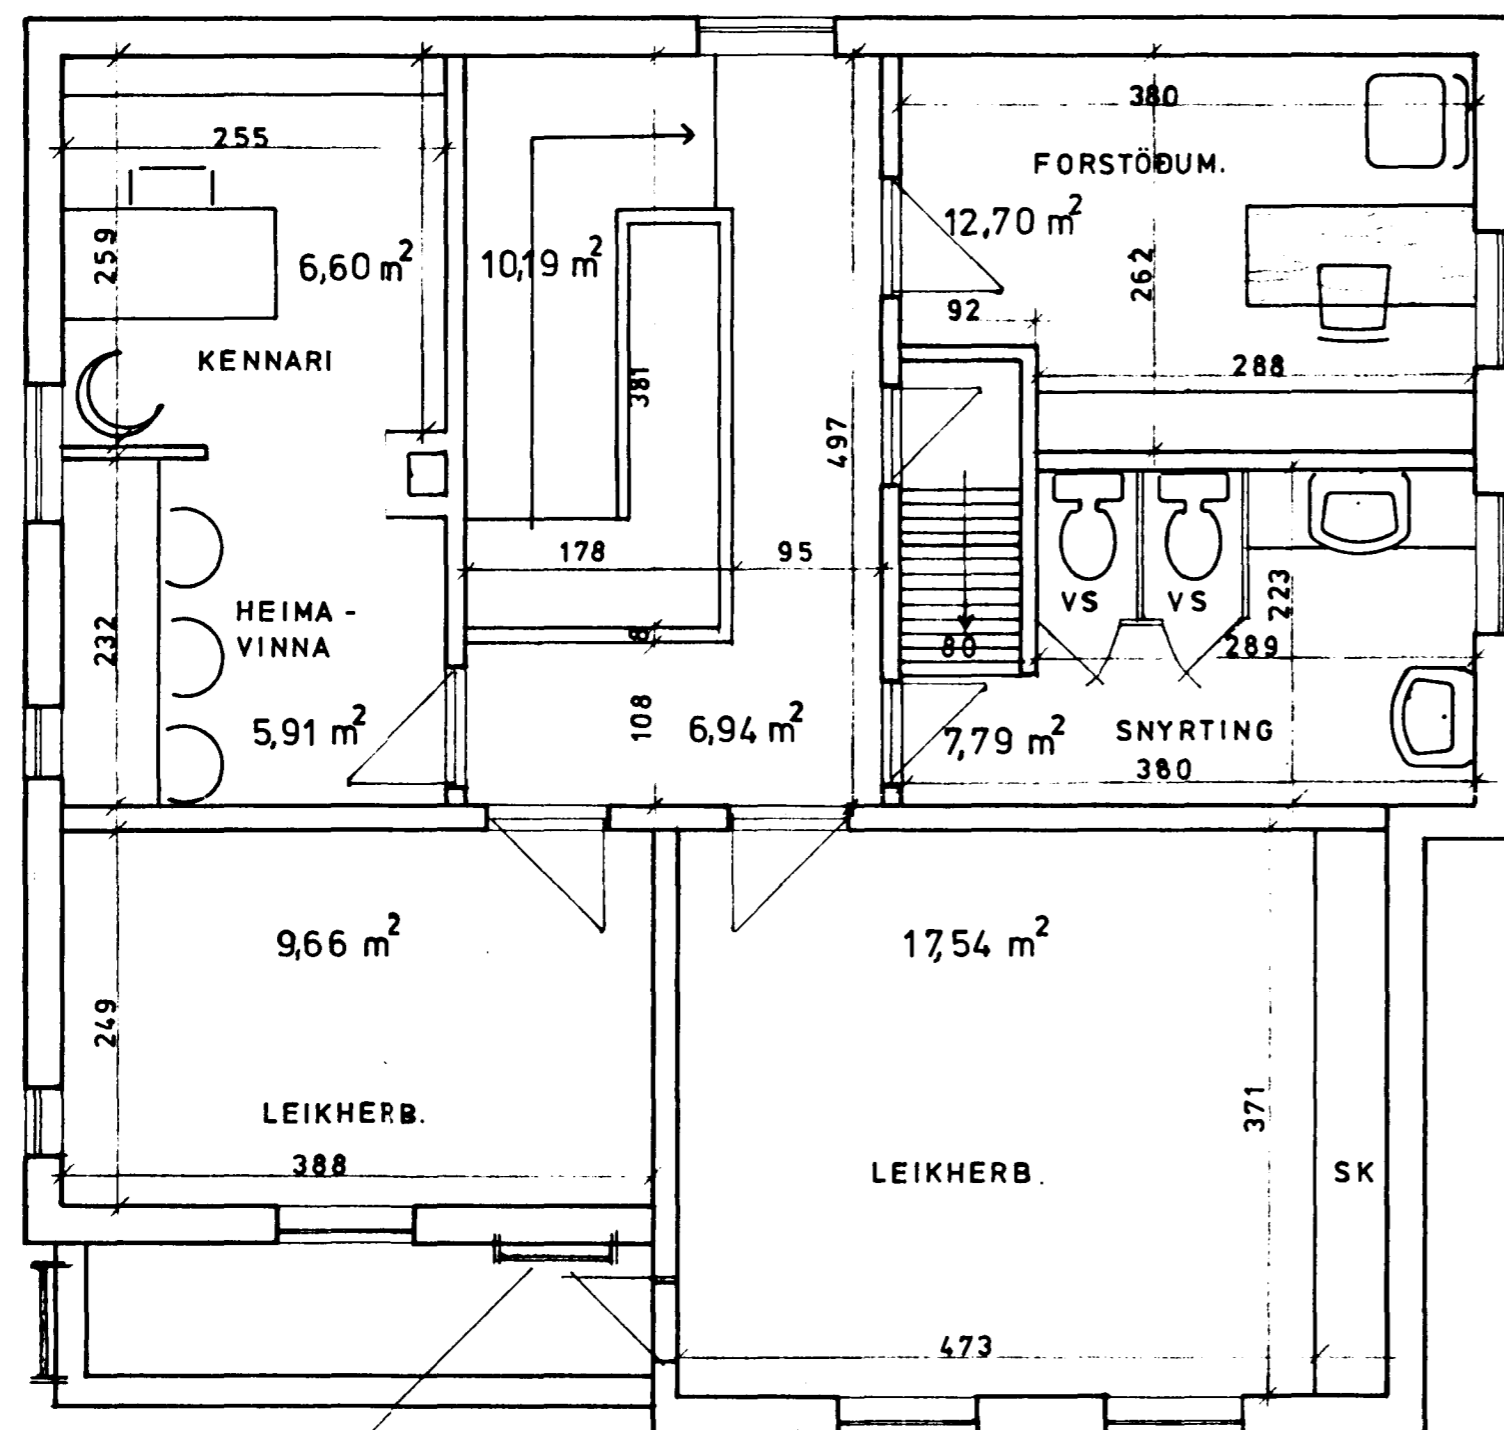 380
255
FORSTÖÐUM.
12,70 m²
259
6,60 m²
10,19 m²
262
92
KENNARI
381
288
497
178
95
VS
VS
223
HEIMA-
VINNA
232
8
80
289
5,91 m²
108
6,94 m²
7,79 m²
SNYRTING
380
9,66 m²
17,54 m²
249
LEIKHERB.
371
388
LEIKHERB.
SK
473